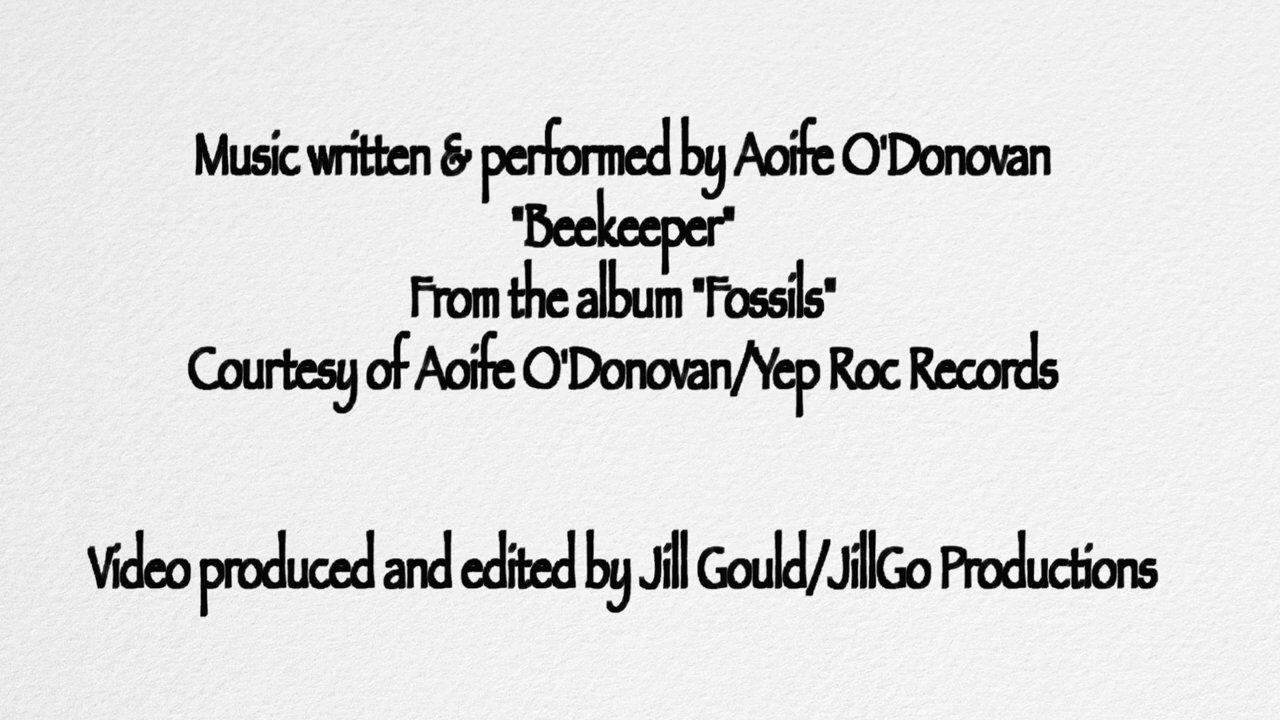 Music written & performed by Aoife O'Donovan
"Beekeeper"
From the album "Fossils"
Courtesy of Aoife O'Donovan/Yep Roc Records
Video produced and edited by Jill Gould/JillGo Productions